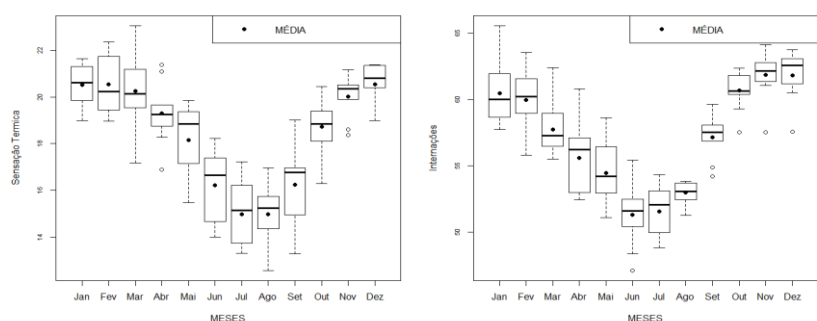 MÉDIA
Sensação Termica
22
20
18
16
14
Jan Fev Mar Abr Mai Jun Jul Ago Set Out Nov Dez
MESES
MÉDIA
Internações
65
60
55
50
Jan Fev Mar Abr Mai Jun Jul Ago Set Out Nov Dez
MESES